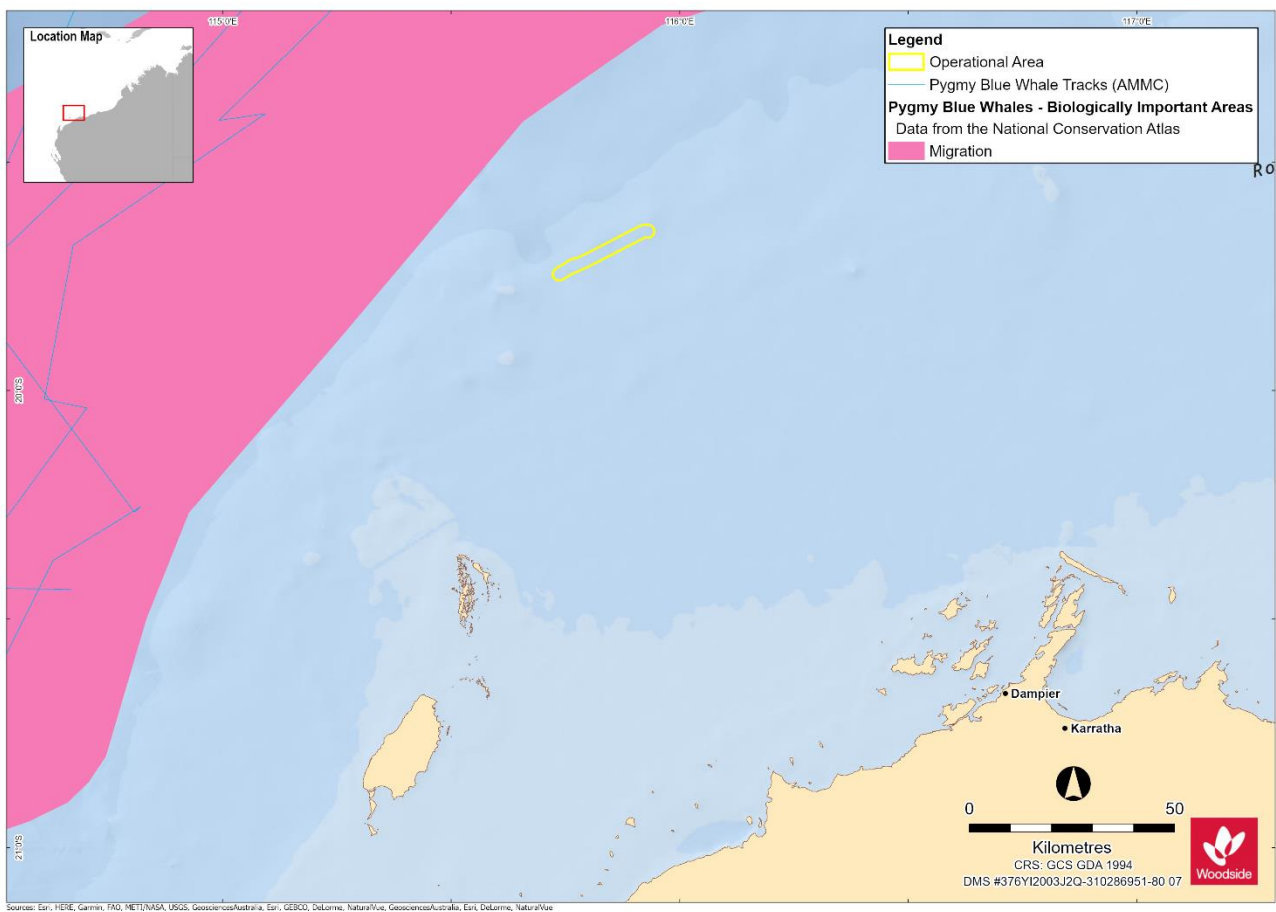 115°0'E
116°0'E
117°0'E
Location Map
Legend
Operational Area
Pygmy Blue Whale Tracks (AMMC)
Pygmy Blue Whales - Biologically Important Areas
Data from the National Conservation Atlas
Migration
Ro
20°0'S
Dampier
Karratha
0 50
Kilometres
CRS: GCS GDA 1994
DMS #376YI2003J2Q-310286951-80 07
Woodside
21°0'S
Sources: Esri, HERE, Garmin, FAO, METI/NASA, USGS, GeosciencesAustralia, Esri, GEBCO, DeLorme, NaturalVue, GeosciencesAustralia, Esri, DeLorme, NaturalVue